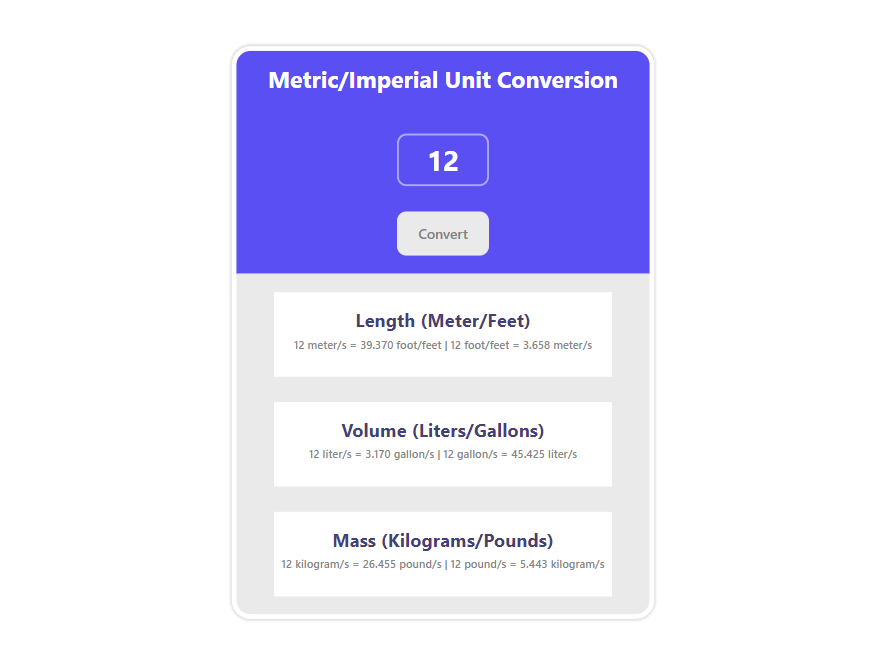 Metric/Imperial Unit Conversion
12
Convert
Length (Meter/Feet)
12 meter/s = 39.370 foot/feet | 12 foot/feet = 3.658 meter/s
Volume (Liters/Gallons)
12 liter/s = 3.170 gallon/s | 12 gallon/s = 45.425 liter/s
Mass (Kilograms/Pounds)
12 kilogram/s = 26.455 pound/s | 12 pound/s = 5.443 kilogram/s